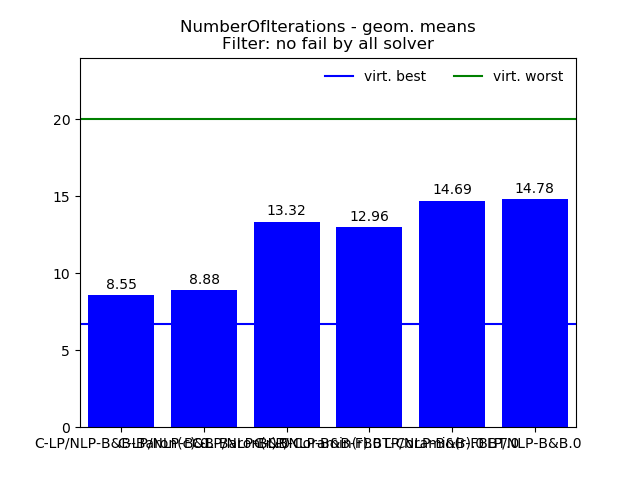 NumberOfIterations - geom. means
Filter: no fail by all solver
virt. best
virt. worst
20
15
10
5
0
8.55
8.88
13.32
12.96
14.69
14.78
C-LP/NLP-B&B
NLP-B&B.0